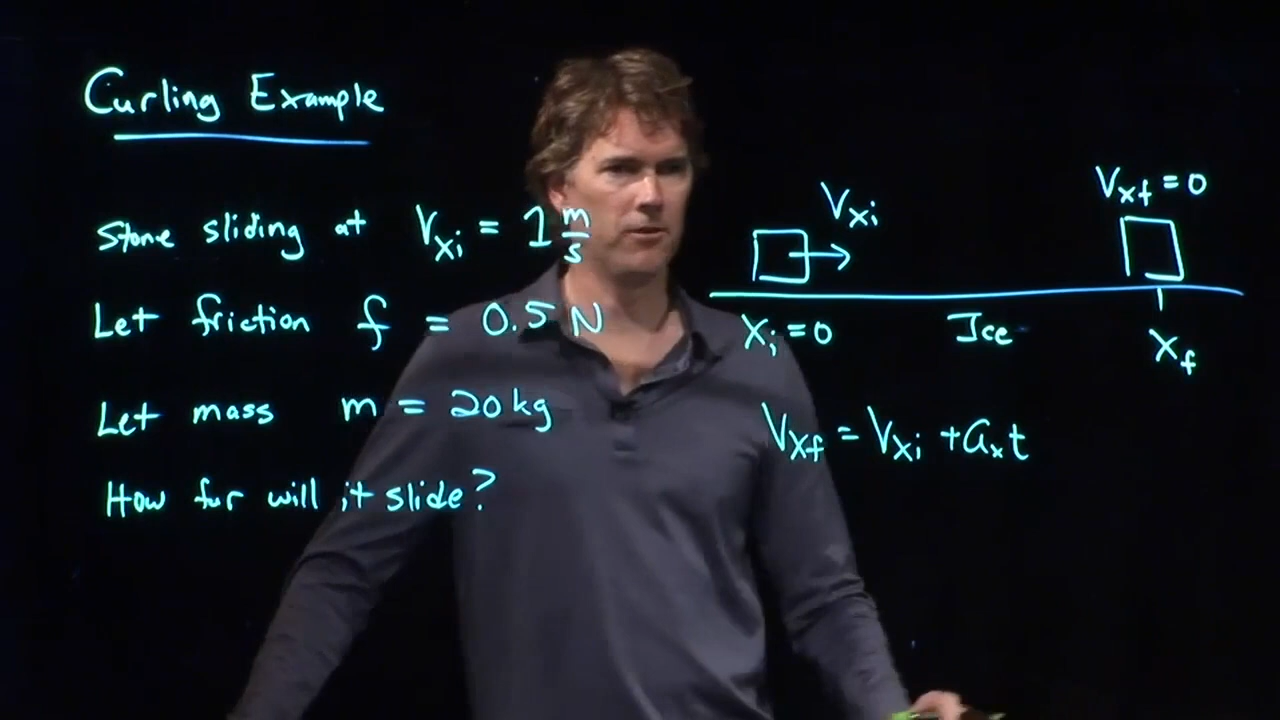 Curling Example
Stone sliding at Vxi = 1 m/s
Let friction f = 0.5 N
Let mass m = 20 kg
How far will it slide?
Vxi
Vxf = 0
Xi = 0
Ice
Xf
Vxf = Vxi + axt